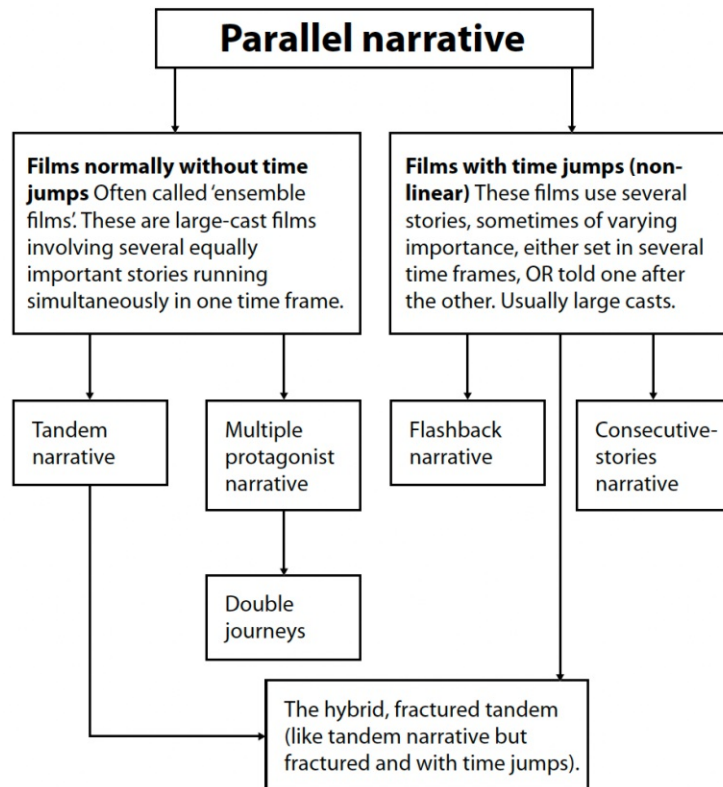 Parallel narrative
Films normally without time
jumps Often called ‘ensemble
films’. These are large-cast films
involving several equally
important stories running
simultaneously in one time frame.
Films with time jumps (non-
linear) These films use several
stories, sometimes of varying
importance, either set in several
time frames, OR told one after
the other. Usually large casts.
Tandem
narrative
Multiple
protagonist
narrative
Flashback
narrative
Consecutive-
stories
narrative
Double
journeys
The hybrid, fractured tandem
(like tandem narrative but
fractured and with time jumps).